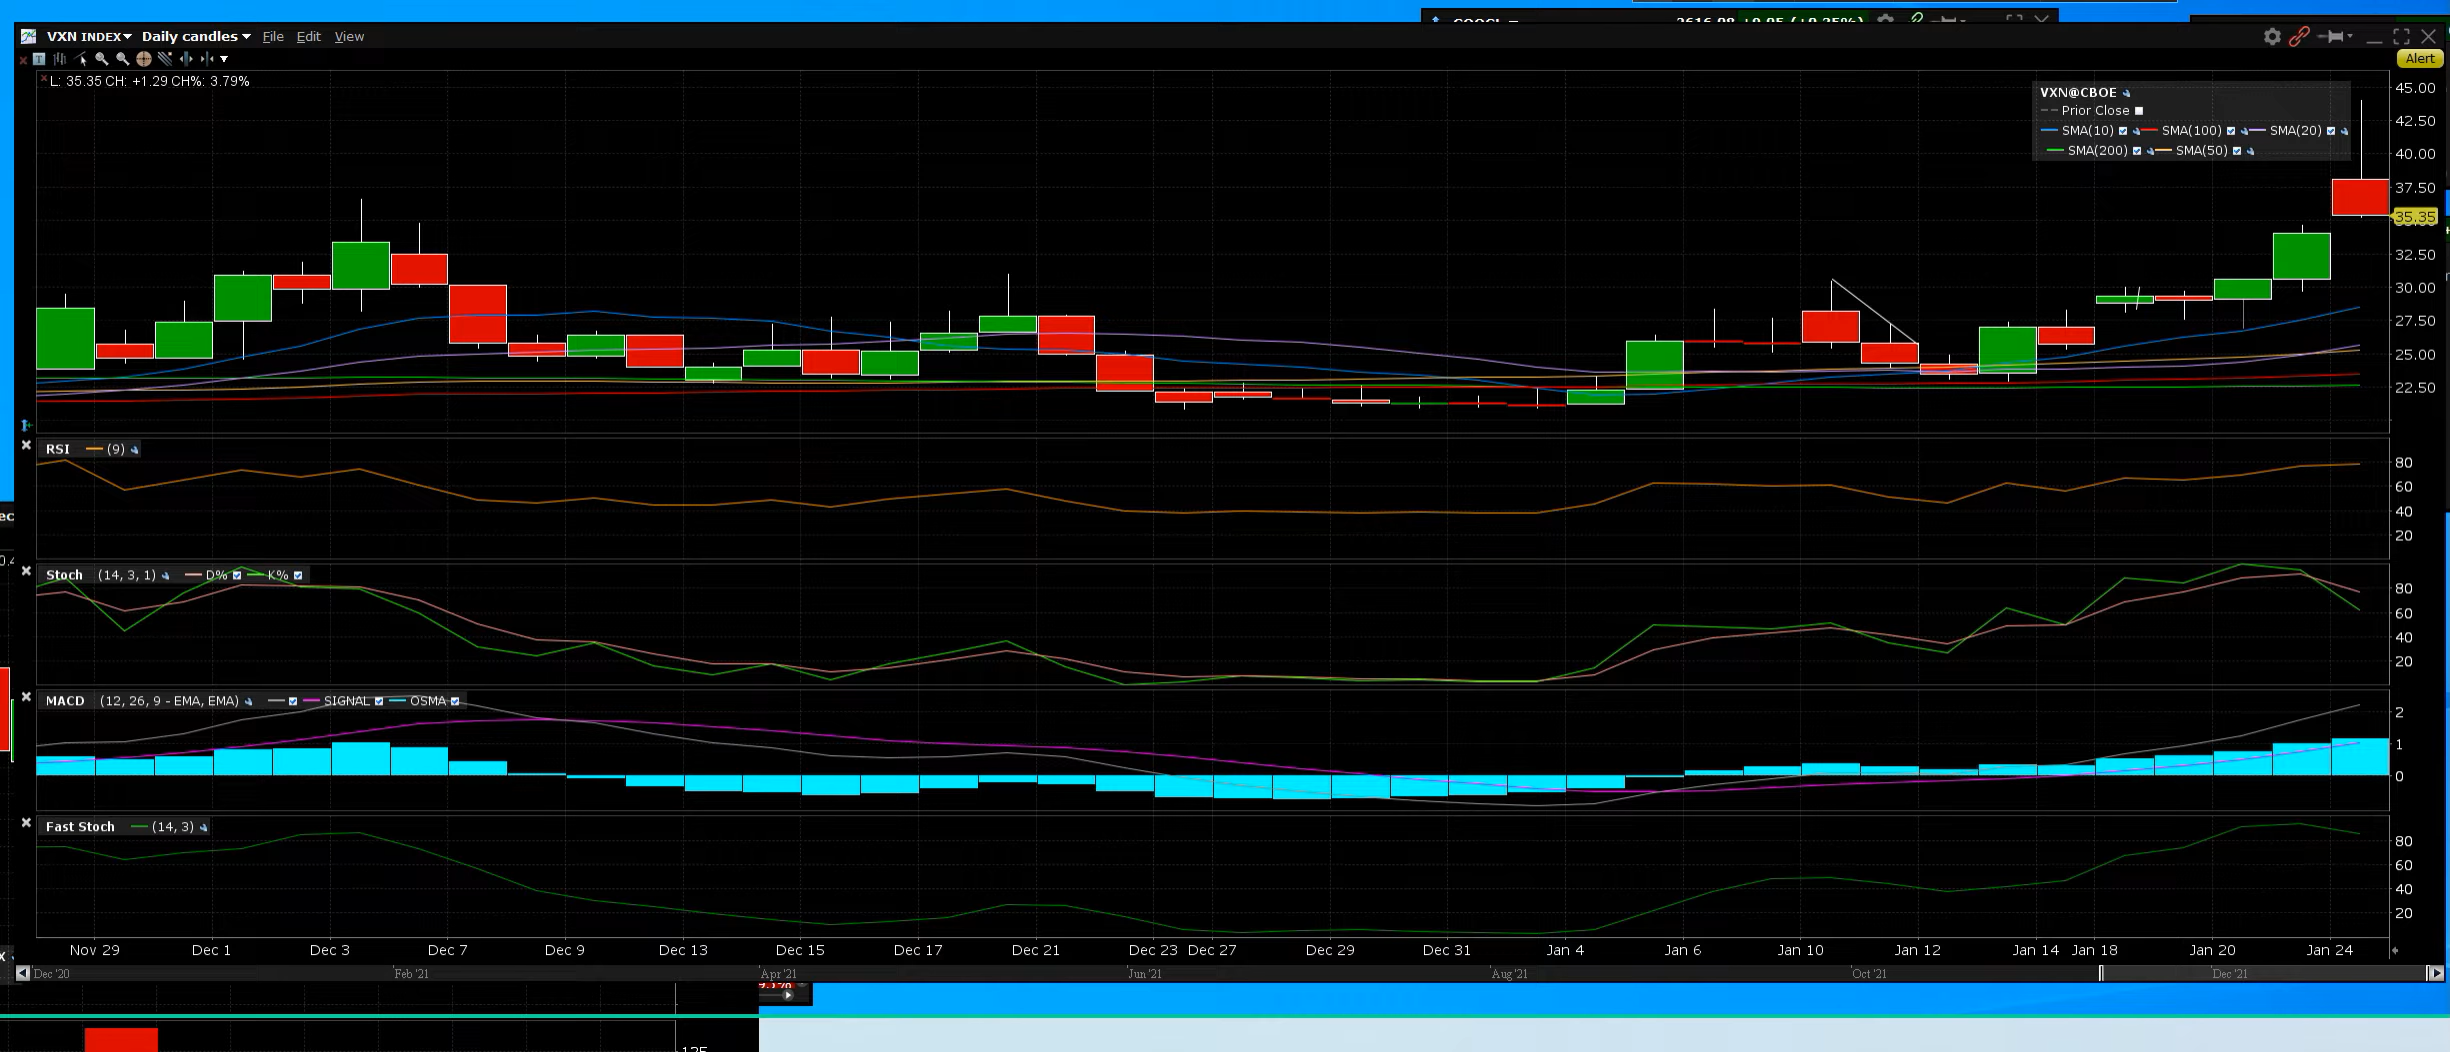 2616.08 +9.05 (+0.35%)
VXN INDEX Daily candles File Edit View
Alert
L: 35.35 CH: +1.29 CH%: 3.79%
VXN@CBOE
Prior Close
SMA(10) SMA(100) SMA(20)
SMA(200) SMA(50)
45.00
42.50
40.00
37.50
35.35
32.50
30.00
27.50
25.00
22.50
RSI (9)
80
60
40
20
Stoch (14, 3, 1) D% K%
80
60
40
20
MACD (12, 26, 9 - EMA, EMA) SIGNAL OSMA
2
1
0
Fast Stoch (14, 3)
80
60
40
20
Nov 29 Dec 1 Dec 3 Dec 7 Dec 9 Dec 13 Dec 15 Dec 17 Dec 21 Dec 23 Dec 27 Dec 29 Dec 31 Jan 4 Jan 6 Jan 10 Jan 12 Jan 14 Jan 18 Jan 20 Jan 24
Dec '20 Feb '21 Apr '21 Jun '21 Aug '21 Oct '21 Dec '21
125